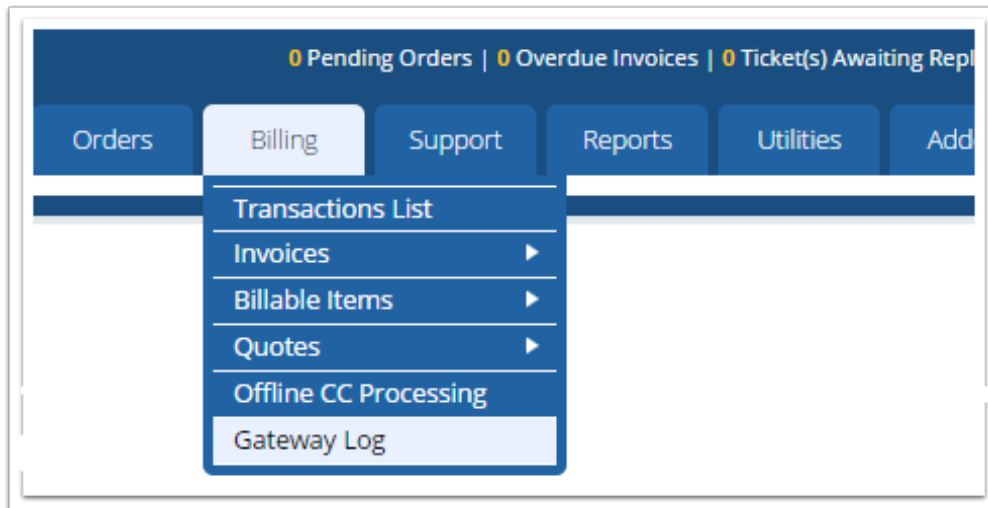 0 Pending Orders | 0 Overdue Invoices | 0 Ticket(s) Awaiting Repl
Orders Billing Support Reports Utilities Add
Transactions List
Invoices
Billable Items
Quotes
Offline CC Processing
Gateway Log